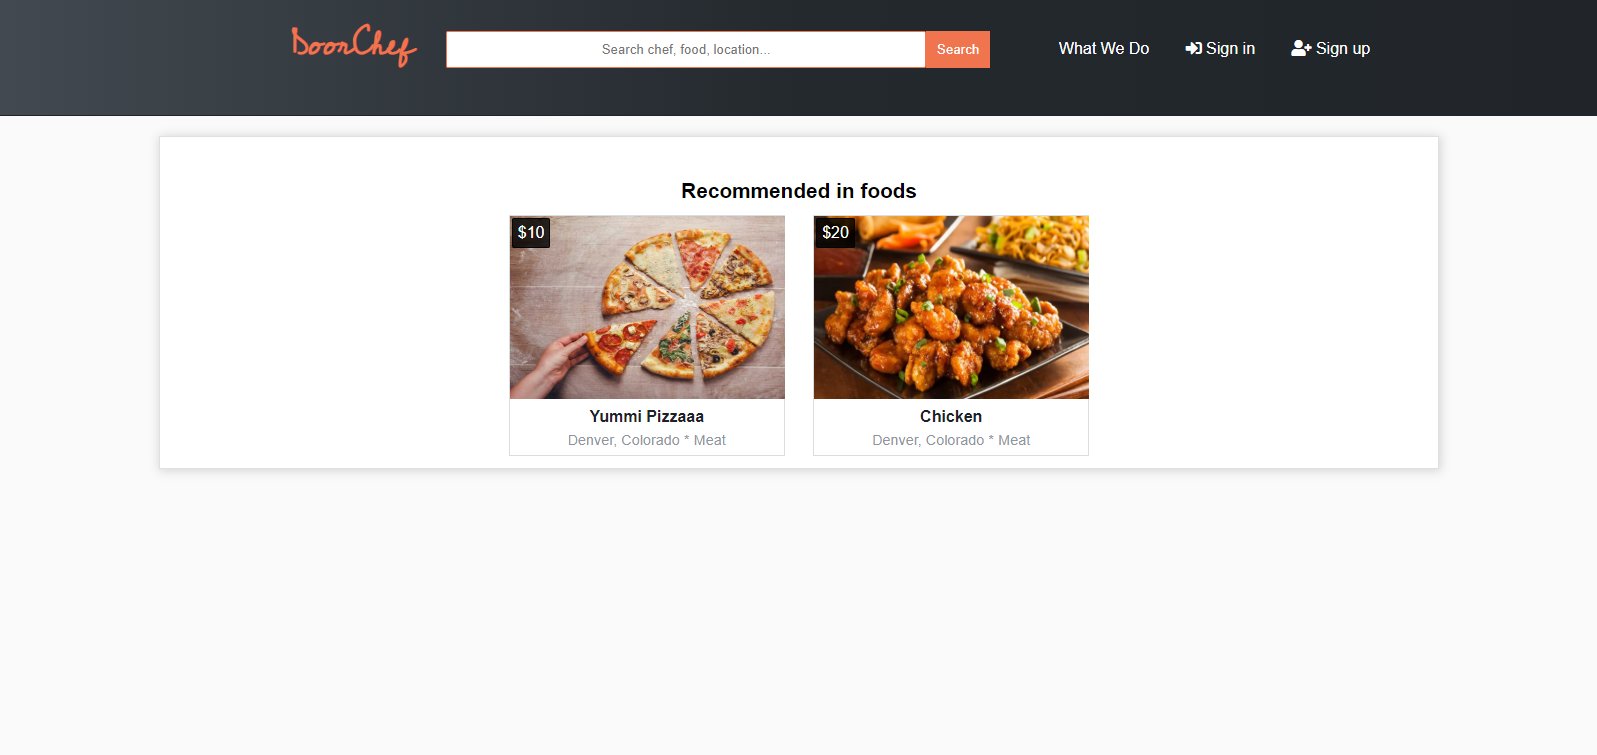 DoorChef
Search chef, food, location...
Search
What We Do
Sign in
Sign up
Recommended in foods
$10
$20
Yummi Pizzaaa
Denver, Colorado * Meat
Chicken
Denver, Colorado * Meat